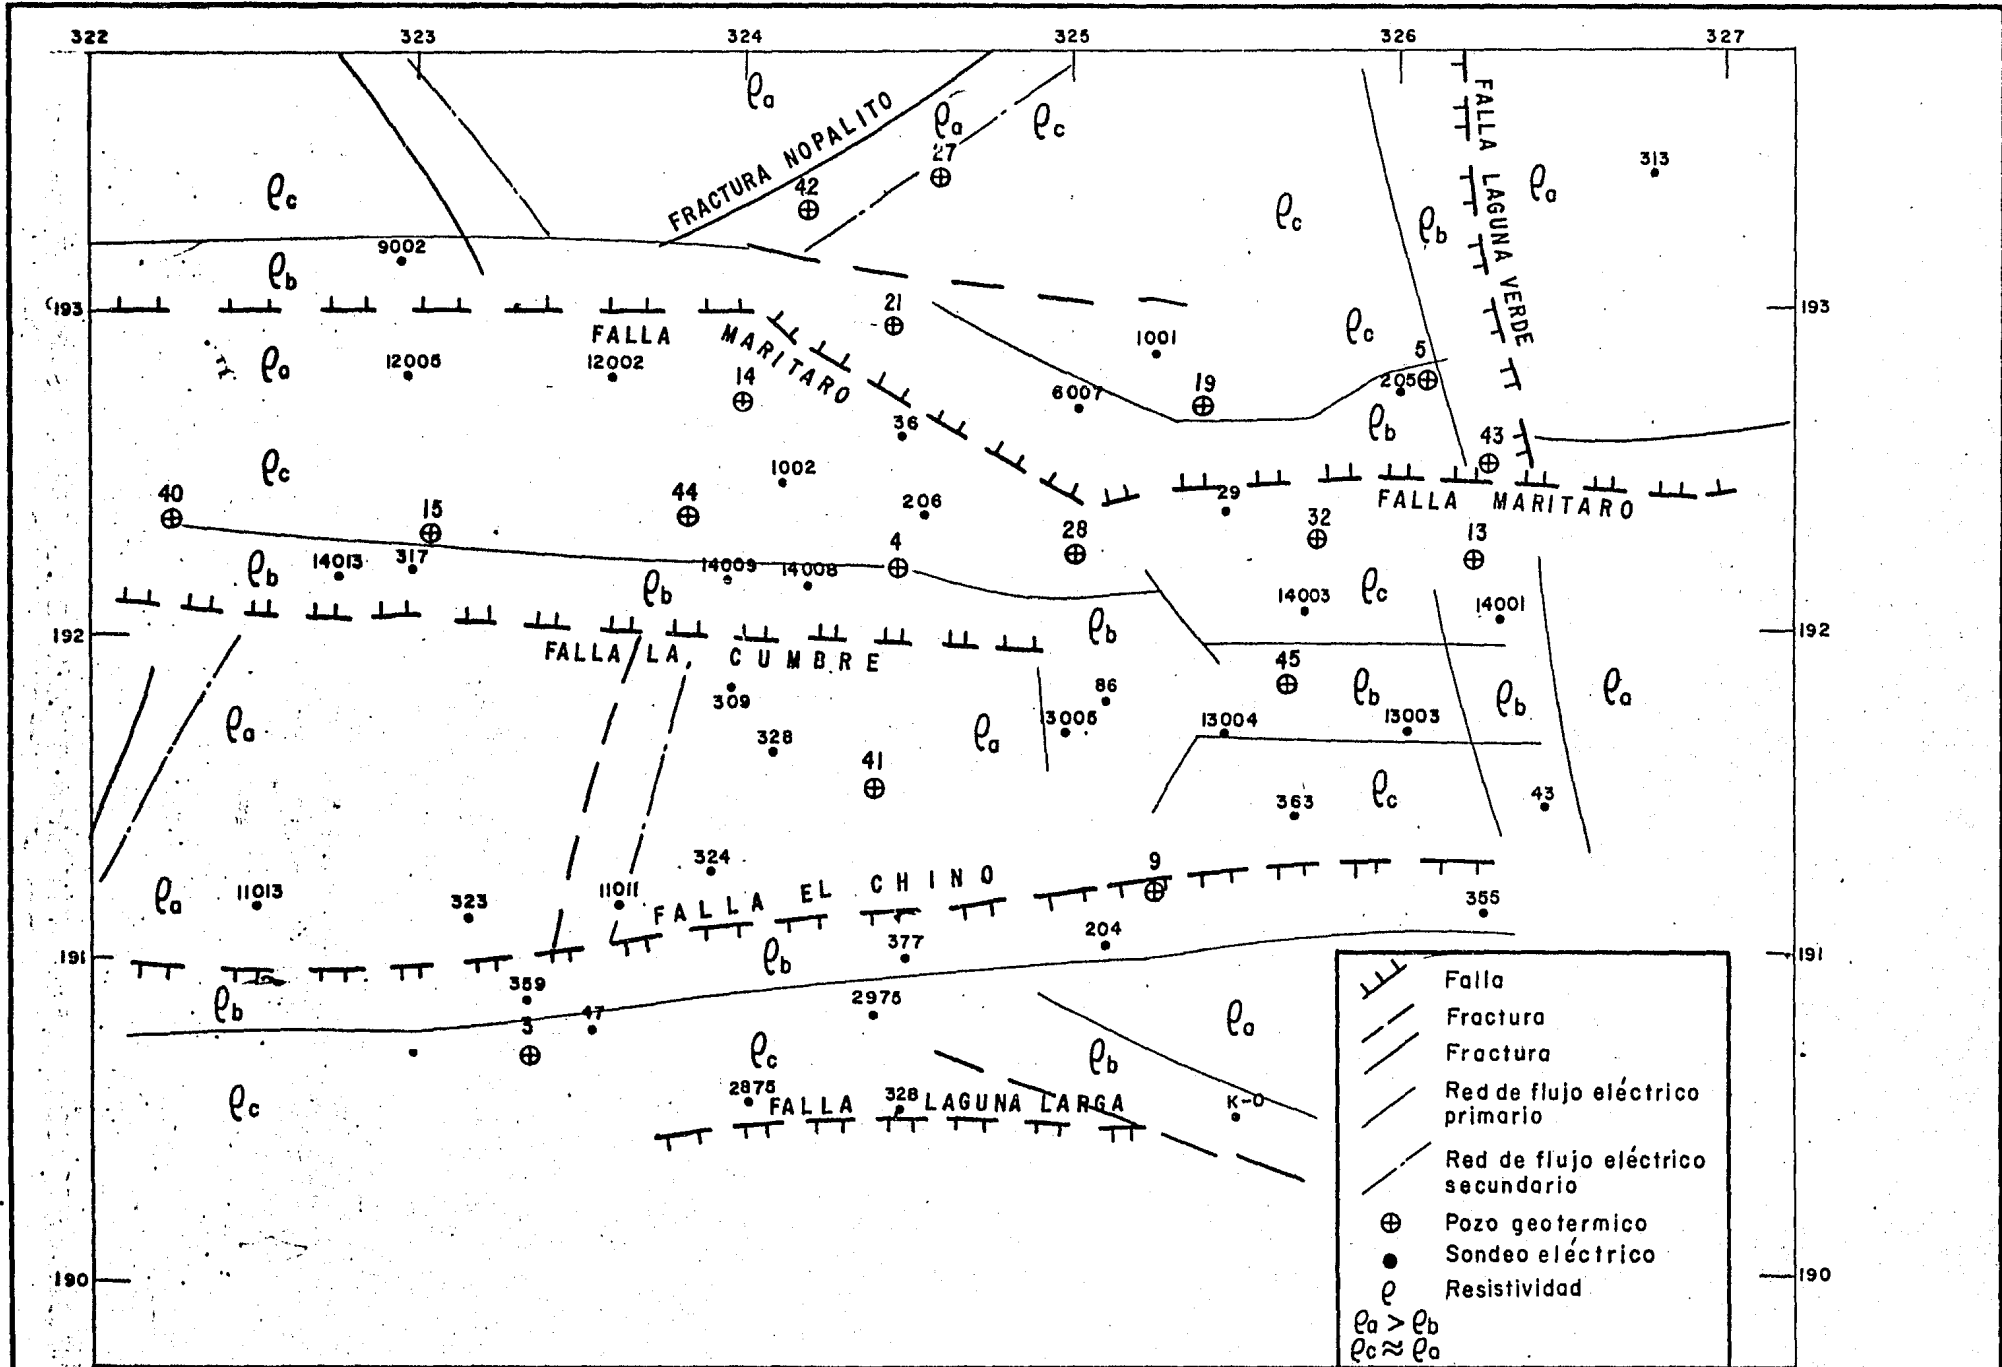 322 323 324 325 326 327
ρa
ρa ρc
FRACTURA NOPALITO
27
42
FALLA LAGUNA VERDE
313
ρa
ρc
ρc
ρb
9002
ρb
193 193
21
FALLA MARITARO
1001
ρc
5
ρa
12005
12002
14
6007
19
205
36
ρb
43
ρc
1002
40
15
44
206
4
28
29
32
FALLA MARITARO
13
ρb
14013
317
14009
14008
ρb
ρc
14003
14001
192 192
ρb
FALLA LA CUMBRE
45
309
86
ρb
ρb
ρa
ρa
328
ρa
13005
13004
13003
41
363
ρc
43
324
9
ρa
11013
323
11011
FALLA EL CHINO
355
204
377
ρb
191 191
359
ρb
3
47
2975
ρa
ρc
ρb
ρc
2875
328
FALLA LAGUNA LARGA
K-0
190 190
Falla
Fractura
Fractura
Red de flujo eléctrico
primario
Red de flujo eléctrico
secundario
Pozo geotermico
Sondeo eléctrico
ρ Resistividad
ρa > ρb
ρc ≈ ρa